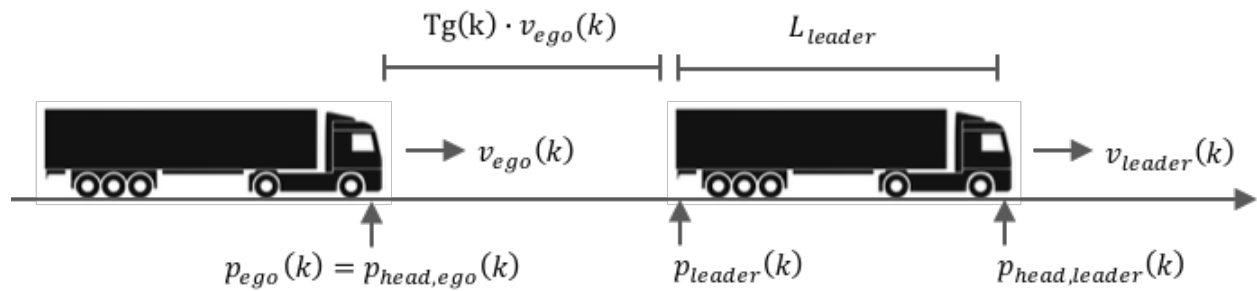 Tg(k) · v_ego(k)
L_leader
v_ego(k)
v_leader(k)
p_ego(k) = p_head,ego(k)
p_leader(k)
p_head,leader(k)